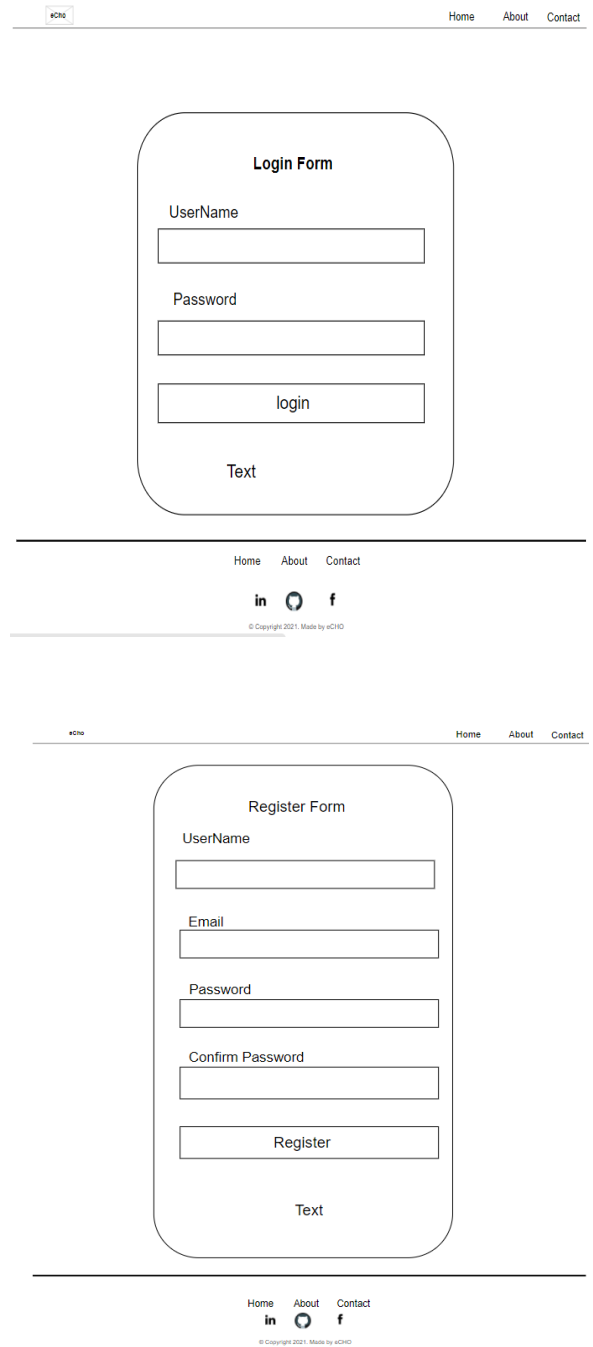 eCho Home About Contact
Login Form
UserName
Password
login
Text
Home About Contact
in f
© Copyright 2021. Made by eCHO
eCho Home About Contact
Register Form
UserName
Email
Password
Confirm Password
Register
Text
Home About Contact
in f
© Copyright 2021. Made by eCHO